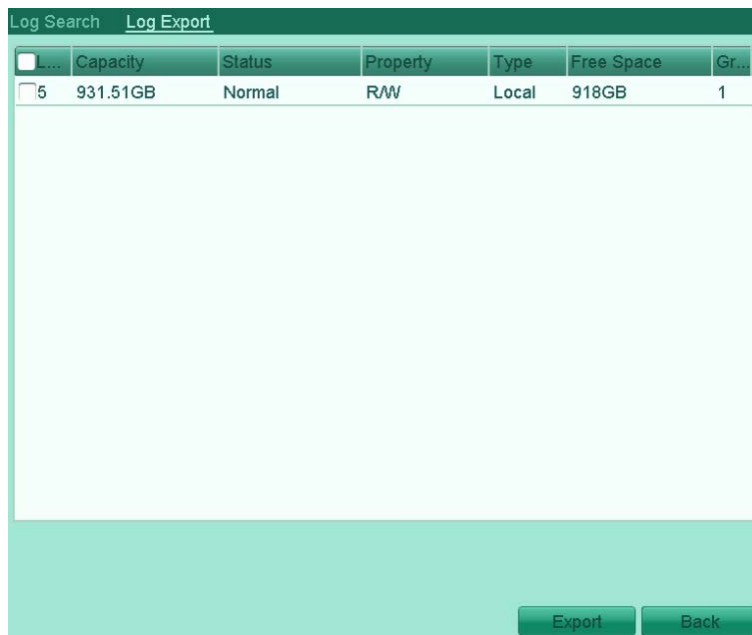 Log Search Log Export
L... Capacity Status Property Type Free Space Gr...
5 931.51GB Normal R/W Local 918GB 1
Export Back